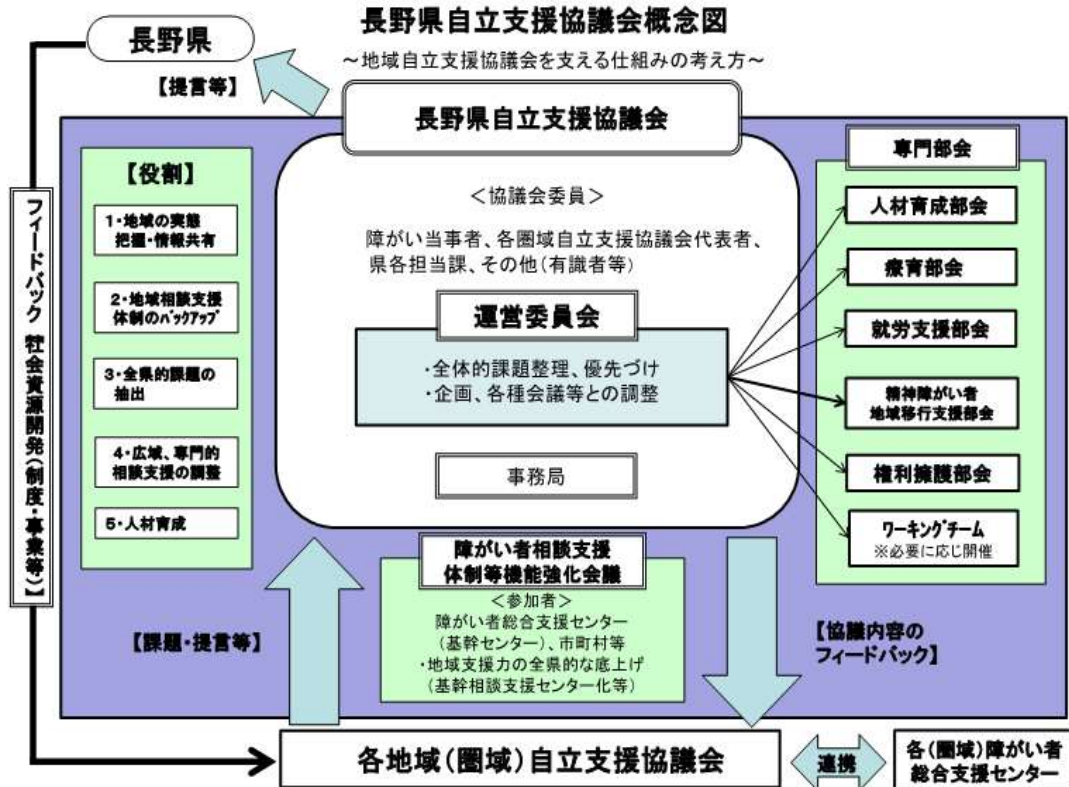 長野県自立支援協議会概念図
～地域自立支援協議会を支える仕組みの考え方～
長野県
【提言等】
長野県自立支援協議会
【役割】
1・地域の実態
把握・情報共有
2・地域相談支援
体制のバックアップ
3・全県的課題の
抽出
4・広域、専門的
相談支援の調整
5・人材育成
フィードバック 【社会資源開発(制度・事業等)】
＜協議会委員＞
障がい当事者、各圏域自立支援協議会代表者、
県各担当課、その他(有識者等)
運営委員会
・全体的課題整理、優先づけ
・企画、各種会議等との調整
事務局
専門部会
人材育成部会
療育部会
就労支援部会
精神障がい者
地域移行支援部会
権利擁護部会
ワーキングチーム
※必要に応じ開催
障がい者相談支援
体制等機能強化会議
＜参加者＞
障がい者総合支援センター
(基幹センター)、市町村等
・地域支援力の全県的な底上げ
(基幹相談支援センター化等)
【課題・提言等】
【協議内容の
フィードバック】
各地域(圏域)自立支援協議会
連携
各(圏域)障がい者
総合支援センター